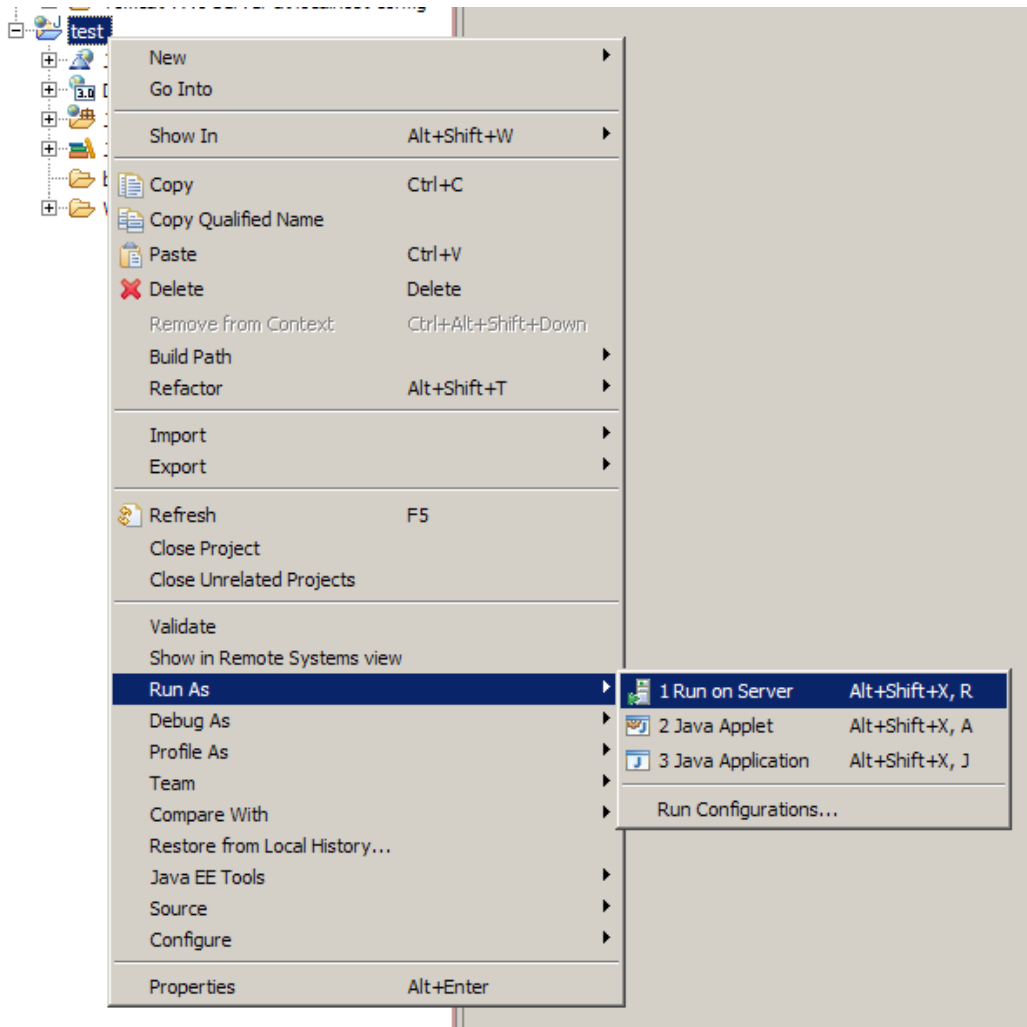 test
New
Go Into
Show In Alt+Shift+W
Copy Ctrl+C
Copy Qualified Name
Paste Ctrl+V
Delete Delete
Remove from Context Ctrl+Alt+Shift+Down
Build Path
Refactor Alt+Shift+T
Import
Export
Refresh F5
Close Project
Close Unrelated Projects
Validate
Show in Remote Systems view
Run As
1 Run on Server Alt+Shift+X, R
Debug As
2 Java Applet Alt+Shift+X, A
Profile As
3 Java Application Alt+Shift+X, J
Team
Compare With
Run Configurations...
Restore from Local History...
Java EE Tools
Source
Configure
Properties Alt+Enter